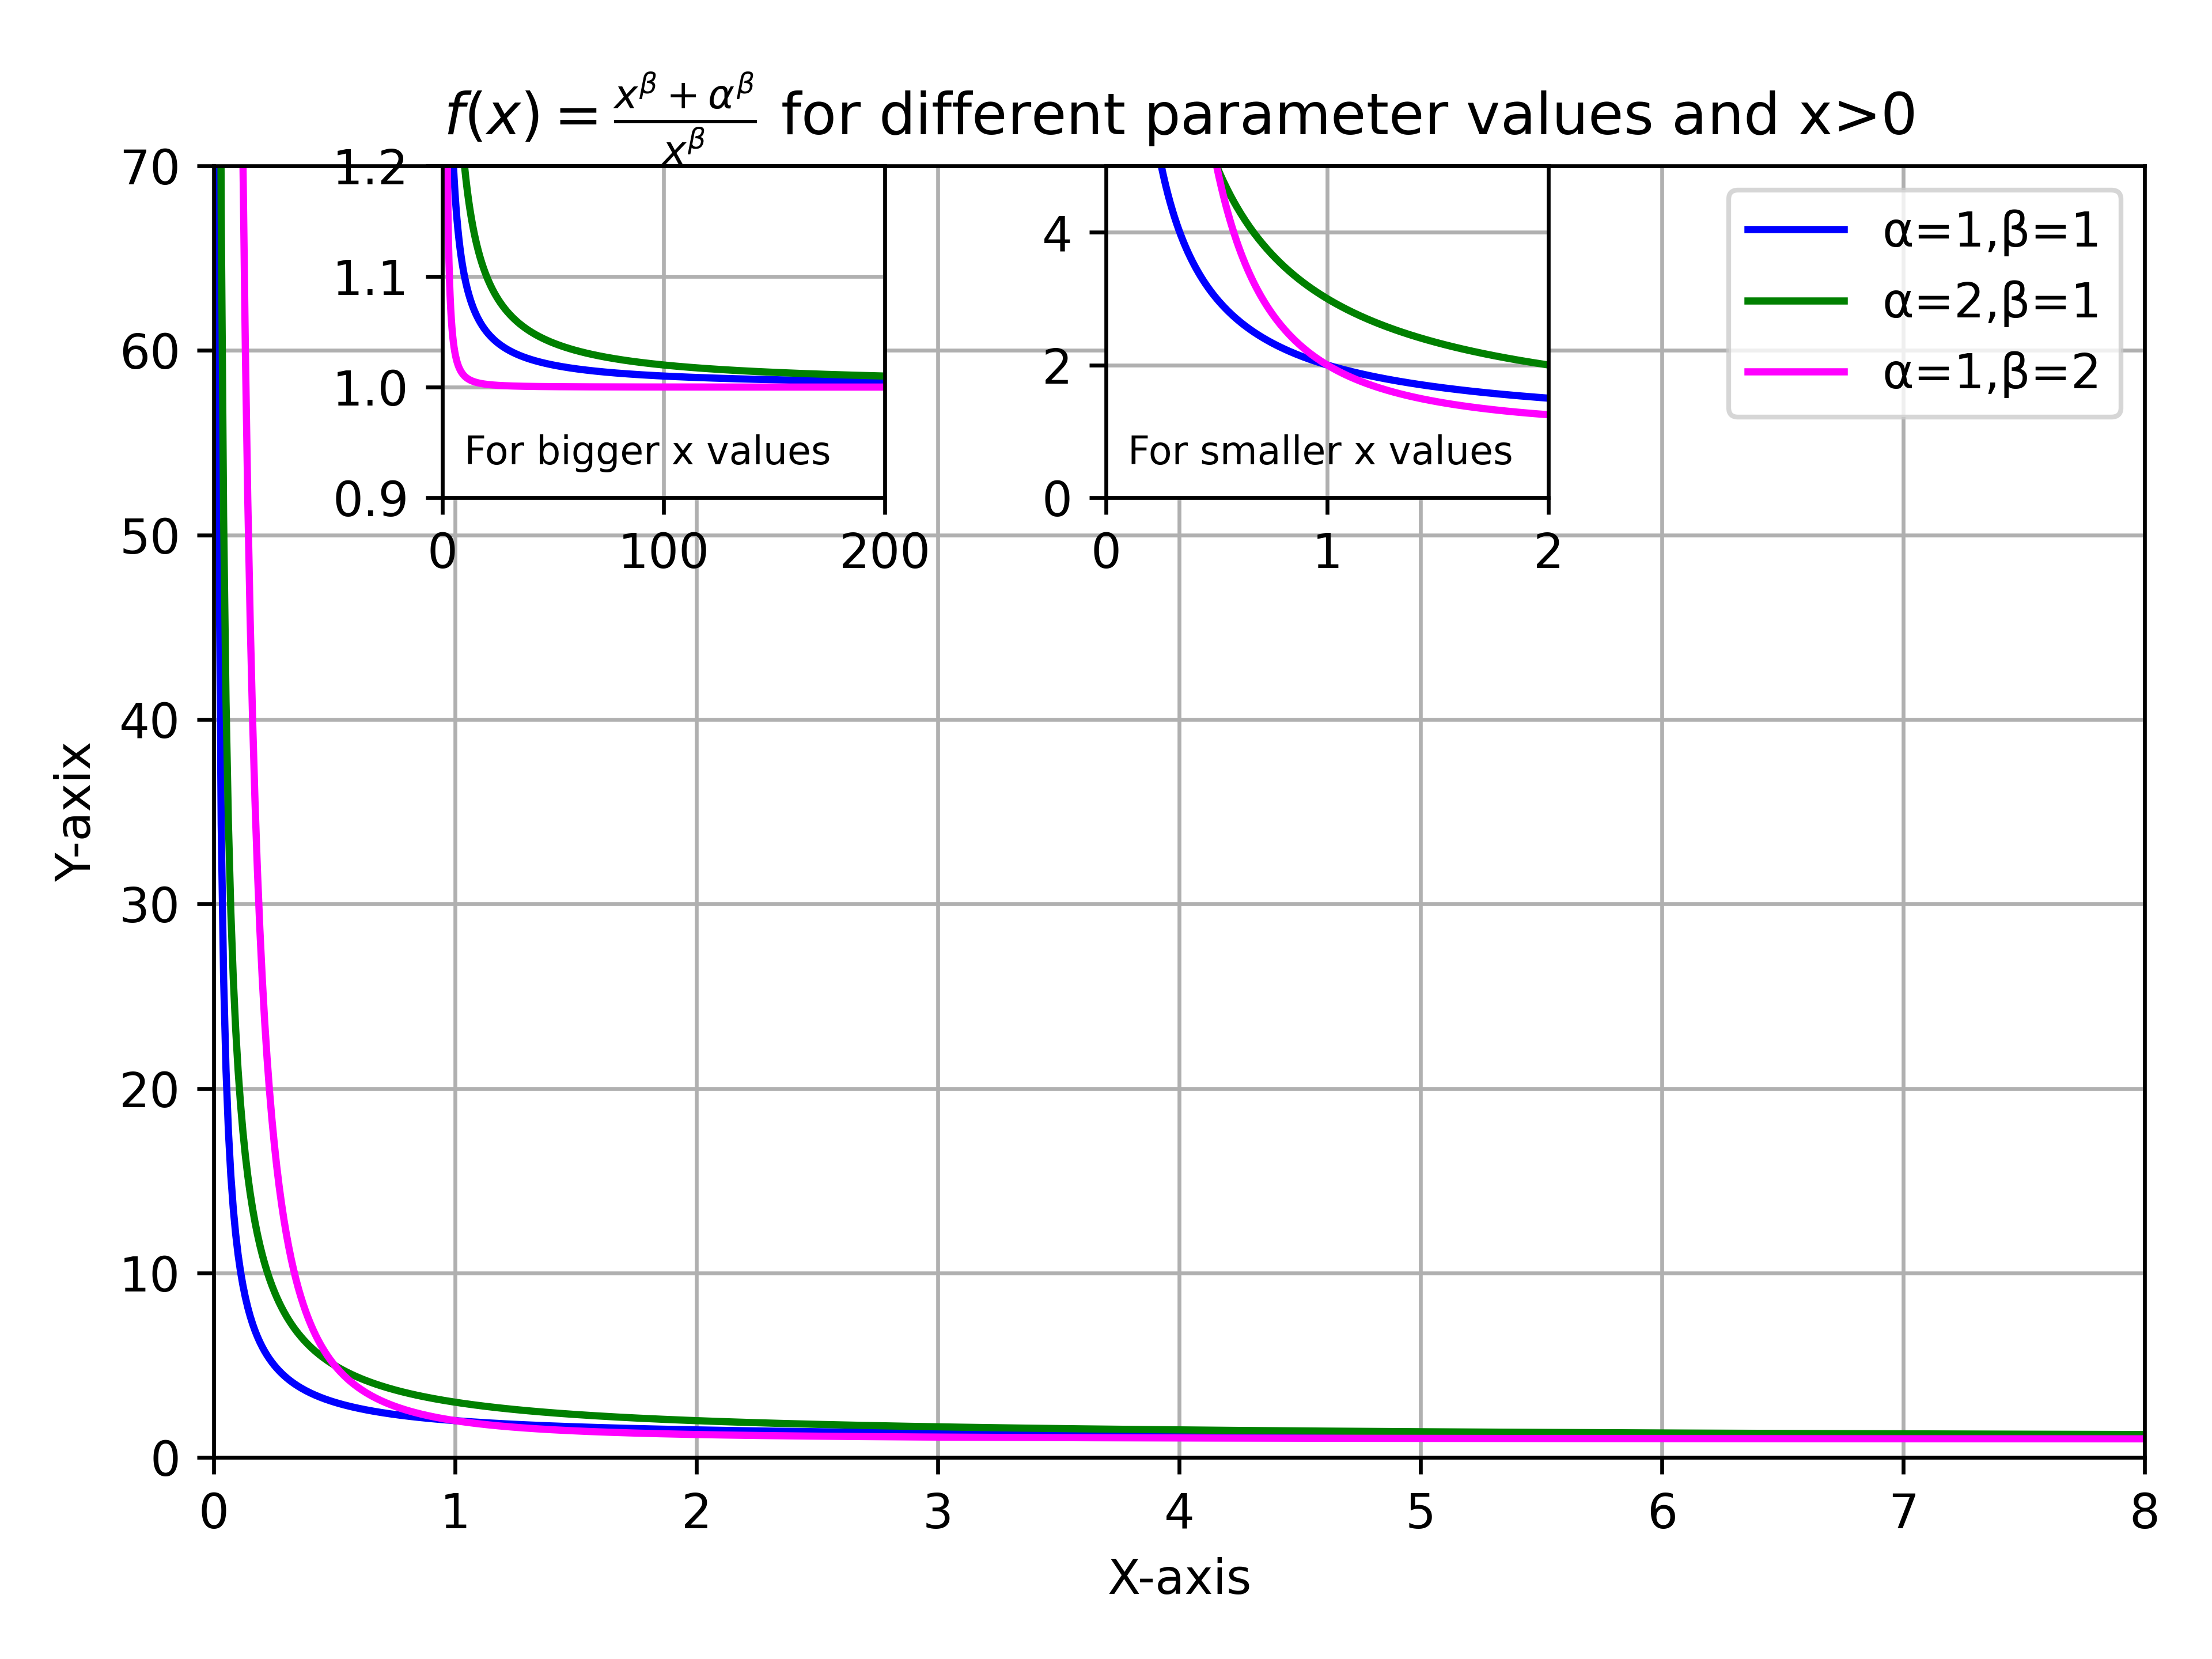 f(x) = \frac{x^β + α^β}{x^β} for different parameter values and x>0
70
60
50
40
30
20
10
0
Y-axix
0 1 2 3 4 5 6 7 8
X-axis
1.2
1.1
1.0
0.9
For bigger x values
0 100 200
4
2
0
For smaller x values
0 1 2
α=1,β=1
α=2,β=1
α=1,β=2